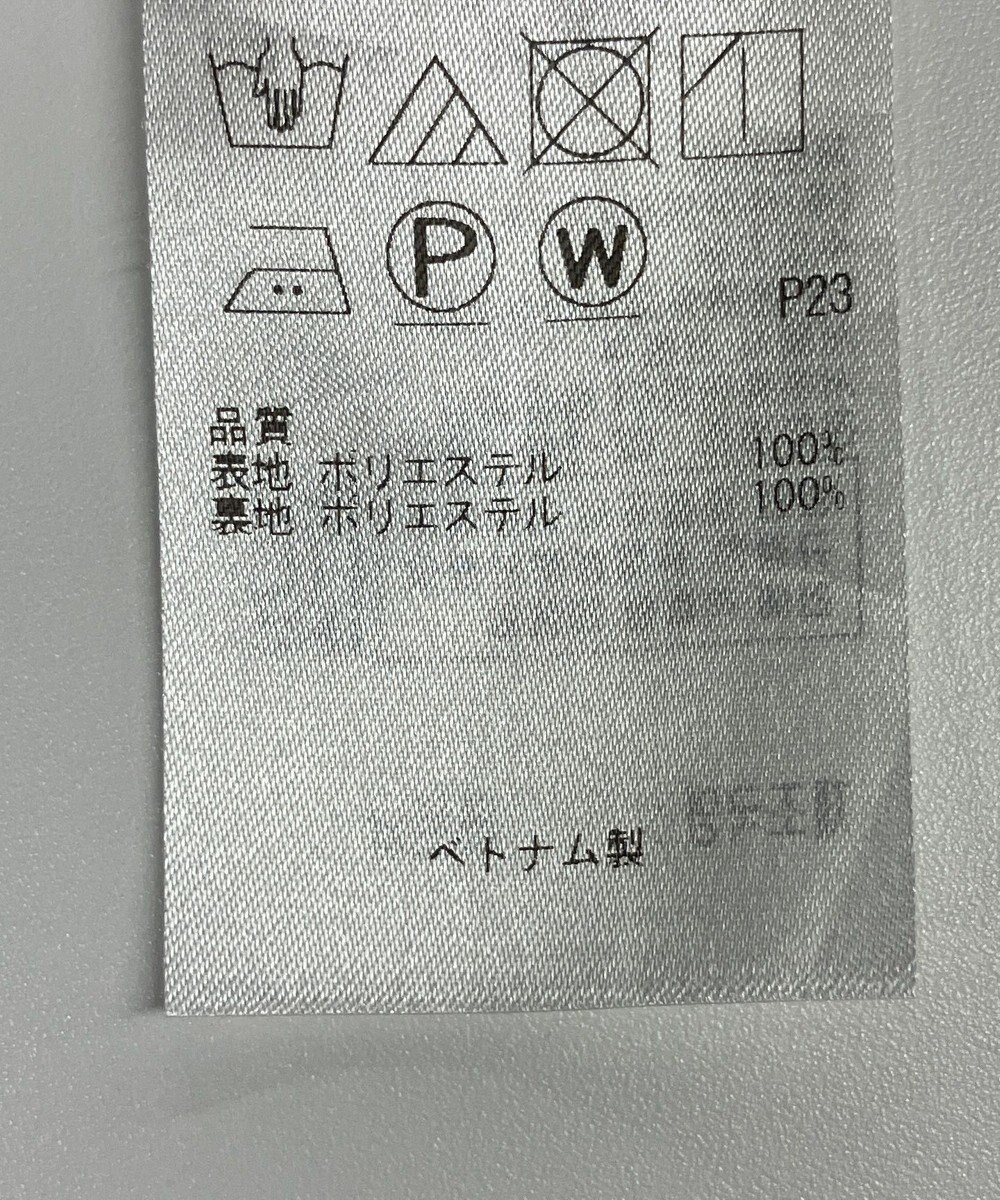 P W
P23
品質
表地 ポリエステル 100%
裏地 ポリエステル 100%
ベトナム製